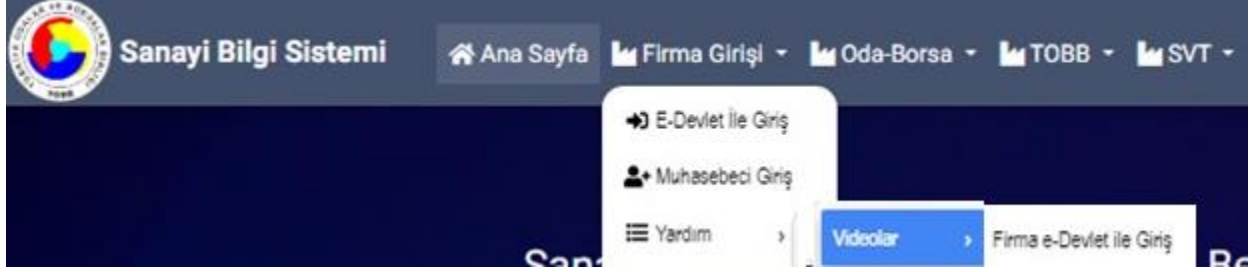 Sanayi Bilgi Sistemi Ana Sayfa Firma Girişi Oda-Borsa TOBB SVT
E-Devlet İle Giriş
Muhasebeci Giriş
Yardım Videolar Firma e-Devlet ile Giriş
TOBB